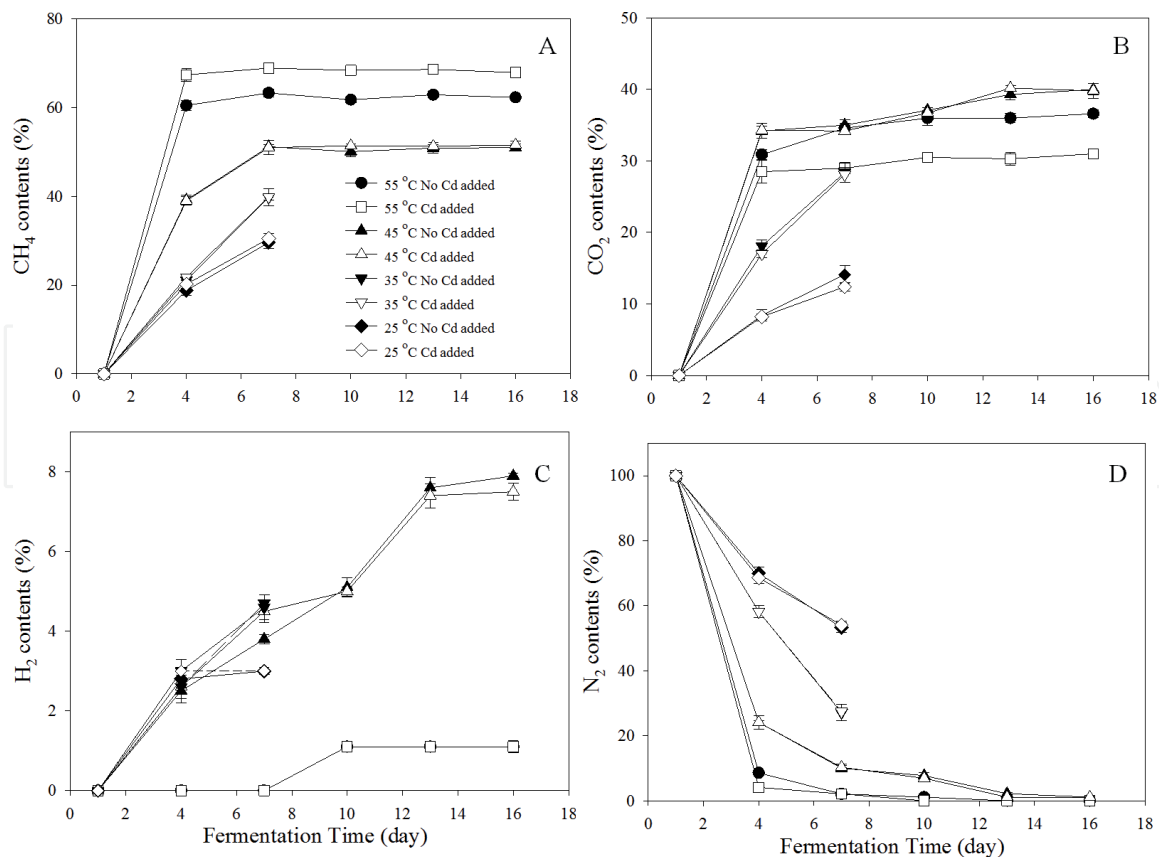 A
CH₄ contents (%)
80
60
40
20
0
0 2 4 6 8 10 12 14 16 18
55 °C No Cd added
55 °C Cd added
45 °C No Cd added
45 °C Cd added
35 °C No Cd added
35 °C Cd added
25 °C No Cd added
25 °C Cd added
B
CO₂ contents (%)
50
40
30
20
10
0
0 2 4 6 8 10 12 14 16 18
C
H₂ contents (%)
8
6
4
2
0
0 2 4 6 8 10 12 14 16 18
Fermentation Time (day)
D
N₂ contents (%)
100
80
60
40
20
0
0 2 4 6 8 10 12 14 16 18
Fermentation Time (day)